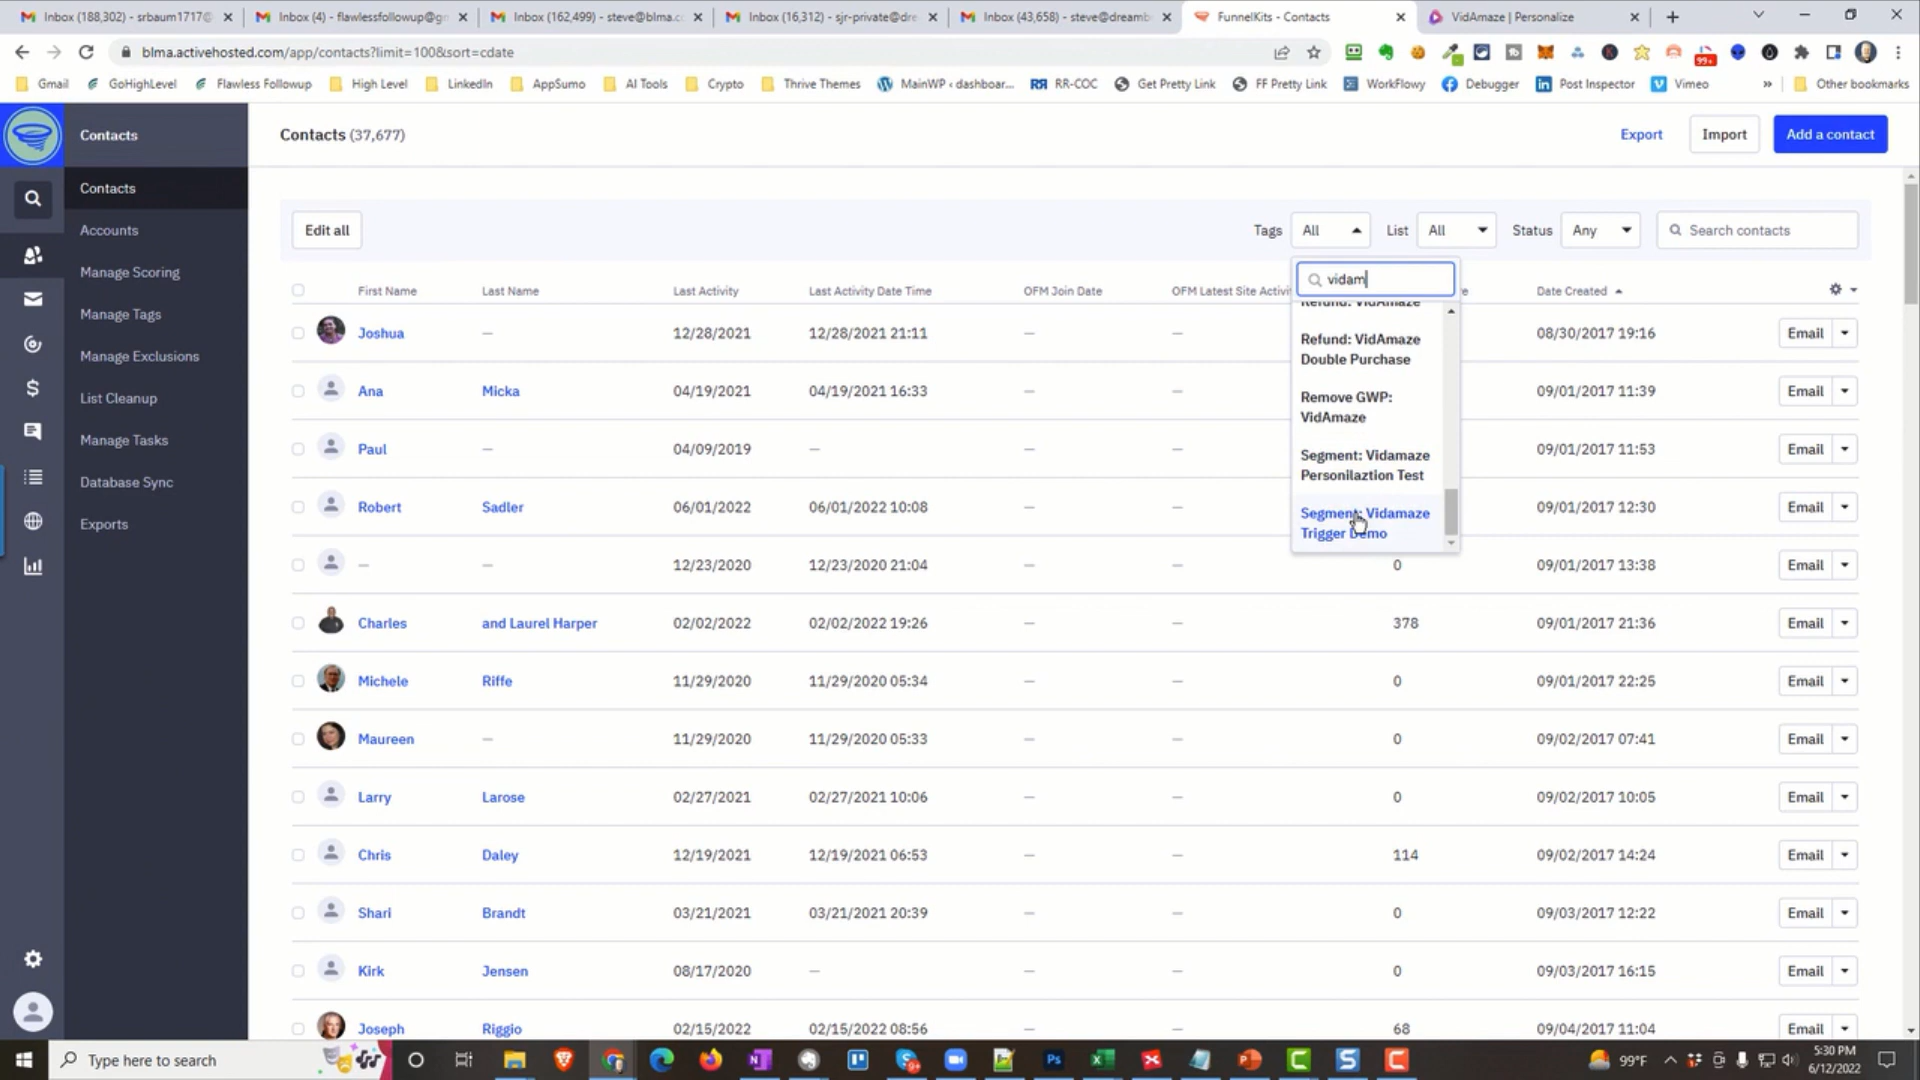 Inbox (188,302) - srbaum1717@
Inbox (4) - flawlessfollowup@gm
Inbox (162,499) - steve@blma.c
Inbox (16,312) - sjr-private@dre
Inbox (43,658) - steve@dreamb
FunnelKits - Contacts
VidAmaze | Personalize
blma.activehosted.com/app/contacts?limit=100&sort=cdate
99+
Gmail
GoHighLevel
Flawless Followup
High Level
LinkedIn
AppSumo
AI Tools
Crypto
Thrive Themes
MainWP ‹ dashboar...
RR-COC
Get Pretty Link
FF Pretty Link
WorkFlowy
Debugger
Post Inspector
Vimeo
»
Other bookmarks
Contacts
Contacts
Accounts
Manage Scoring
Manage Tags
Manage Exclusions
List Cleanup
Manage Tasks
Database Sync
Exports
Contacts (37,677)
Export
Import
Add a contact
Edit all
Tags All
List All
Status Any
Search contacts
vidam
Refund: VidAmaze
Refund: VidAmaze
Double Purchase
Remove GWP:
VidAmaze
Segment: Vidamaze
Personilaztion Test
Segment: Vidamaze
Trigger Demo
First Name Last Name Last Activity Last Activity Date Time OFM Join Date OFM Latest Site Activi Date Created
Joshua – 12/28/2021 12/28/2021 21:11 – – 08/30/2017 19:16 Email
Ana Micka 04/19/2021 04/19/2021 16:33 – – 09/01/2017 11:39 Email
Paul – 04/09/2019 – – – 09/01/2017 11:53 Email
Robert Sadler 06/01/2022 06/01/2022 10:08 – – 09/01/2017 12:30 Email
– – 12/23/2020 12/23/2020 21:04 – – 0 09/01/2017 13:38 Email
Charles and Laurel Harper 02/02/2022 02/02/2022 19:26 – – 378 09/01/2017 21:36 Email
Michele Riffe 11/29/2020 11/29/2020 05:34 – – 0 09/01/2017 22:25 Email
Maureen – 11/29/2020 11/29/2020 05:33 – – 0 09/02/2017 07:41 Email
Larry Larose 02/27/2021 02/27/2021 10:06 – – 0 09/02/2017 10:05 Email
Chris Daley 12/19/2021 12/19/2021 06:53 – – 114 09/02/2017 14:24 Email
Shari Brandt 03/21/2021 03/21/2021 20:39 – – 0 09/03/2017 12:22 Email
Kirk Jensen 08/17/2020 – – – 0 09/03/2017 16:15 Email
Joseph Riggio 02/15/2022 02/15/2022 08:56 – – 68 09/04/2017 11:04 Email
Type here to search
99°F
5:30 PM
6/12/2022